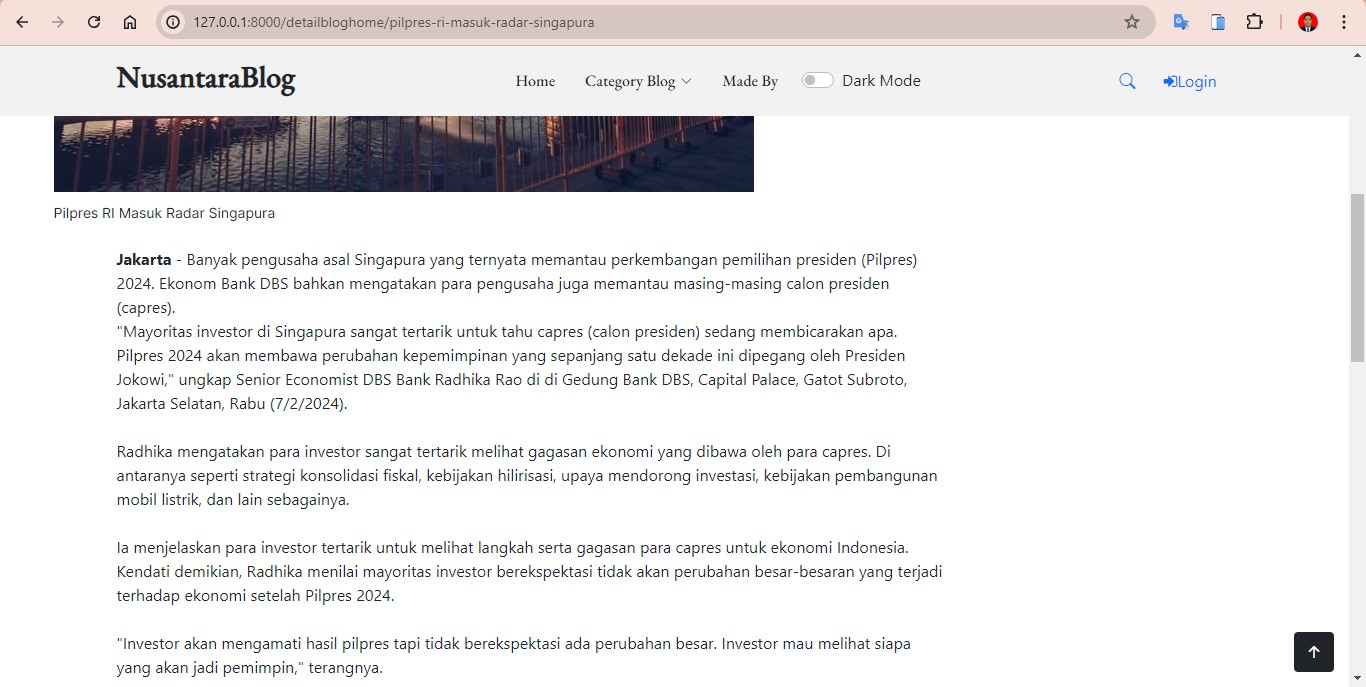 127.0.0.1:8000/detailbloghome/pilpres-ri-masuk-radar-singapura
NusantaraBlog
Home
Category Blog
Made By
Dark Mode
Login
Pilpres RI Masuk Radar Singapura
Jakarta - Banyak pengusaha asal Singapura yang ternyata memantau perkembangan pemilihan presiden (Pilpres)
2024. Ekonom Bank DBS bahkan mengatakan para pengusaha juga memantau masing-masing calon presiden
(capres).
"Mayoritas investor di Singapura sangat tertarik untuk tahu capres (calon presiden) sedang membicarakan apa.
Pilpres 2024 akan membawa perubahan kepemimpinan yang sepanjang satu dekade ini dipegang oleh Presiden
Jokowi," ungkap Senior Economist DBS Bank Radhika Rao di di Gedung Bank DBS, Capital Palace, Gatot Subroto,
Jakarta Selatan, Rabu (7/2/2024).
Radhika mengatakan para investor sangat tertarik melihat gagasan ekonomi yang dibawa oleh para capres. Di
antaranya seperti strategi konsolidasi fiskal, kebijakan hilirisasi, upaya mendorong investasi, kebijakan pembangunan
mobil listrik, dan lain sebagainya.
Ia menjelaskan para investor tertarik untuk melihat langkah serta gagasan para capres untuk ekonomi Indonesia.
Kendati demikian, Radhika menilai mayoritas investor berekspektasi tidak akan perubahan besar-besaran yang terjadi
terhadap ekonomi setelah Pilpres 2024.
"Investor akan mengamati hasil pilpres tapi tidak berekspektasi ada perubahan besar. Investor mau melihat siapa
yang akan jadi pemimpin," terangnya.